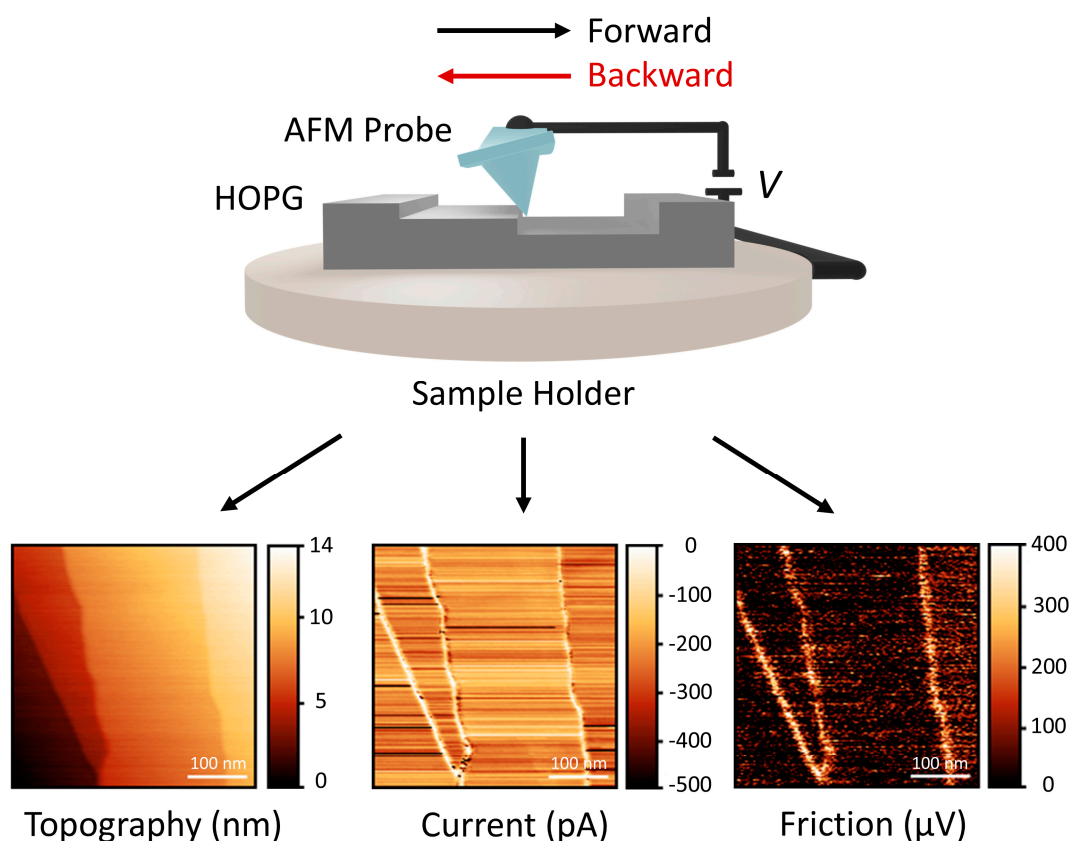 Forward
Backward
AFM Probe
HOPG
V
Sample Holder
14
10
5
0
100 nm
Topography (nm)
0
-100
-200
-300
-400
-500
100 nm
Current (pA)
400
300
200
100
0
100 nm
Friction (µV)